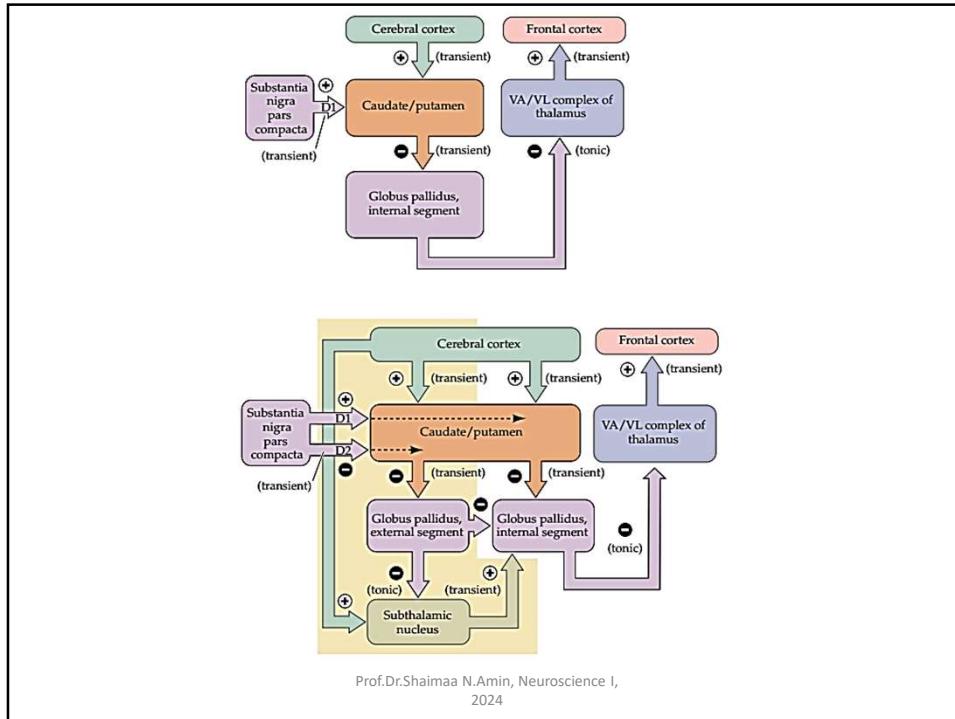 Cerebral cortex
Frontal cortex
+ (transient)
+ (transient)
Substantia
nigra
pars
compacta
+
D1
(transient)
Caudate/putamen
VA/VL complex of
thalamus
− (transient)
− (tonic)
Globus pallidus,
internal segment
Cerebral cortex
Frontal cortex
+ (transient)
+ (transient)
+ (transient)
Substantia
nigra
pars
compacta
+
D1
D2
−
(transient)
Caudate/putamen
VA/VL complex of
thalamus
− (transient)
− (transient)
Globus pallidus,
external segment
−
Globus pallidus,
internal segment
−
(tonic)
−
(tonic)
+
(transient)
+
Subthalamic
nucleus
Prof.Dr.Shaimaa N.Amin, Neuroscience I,
2024